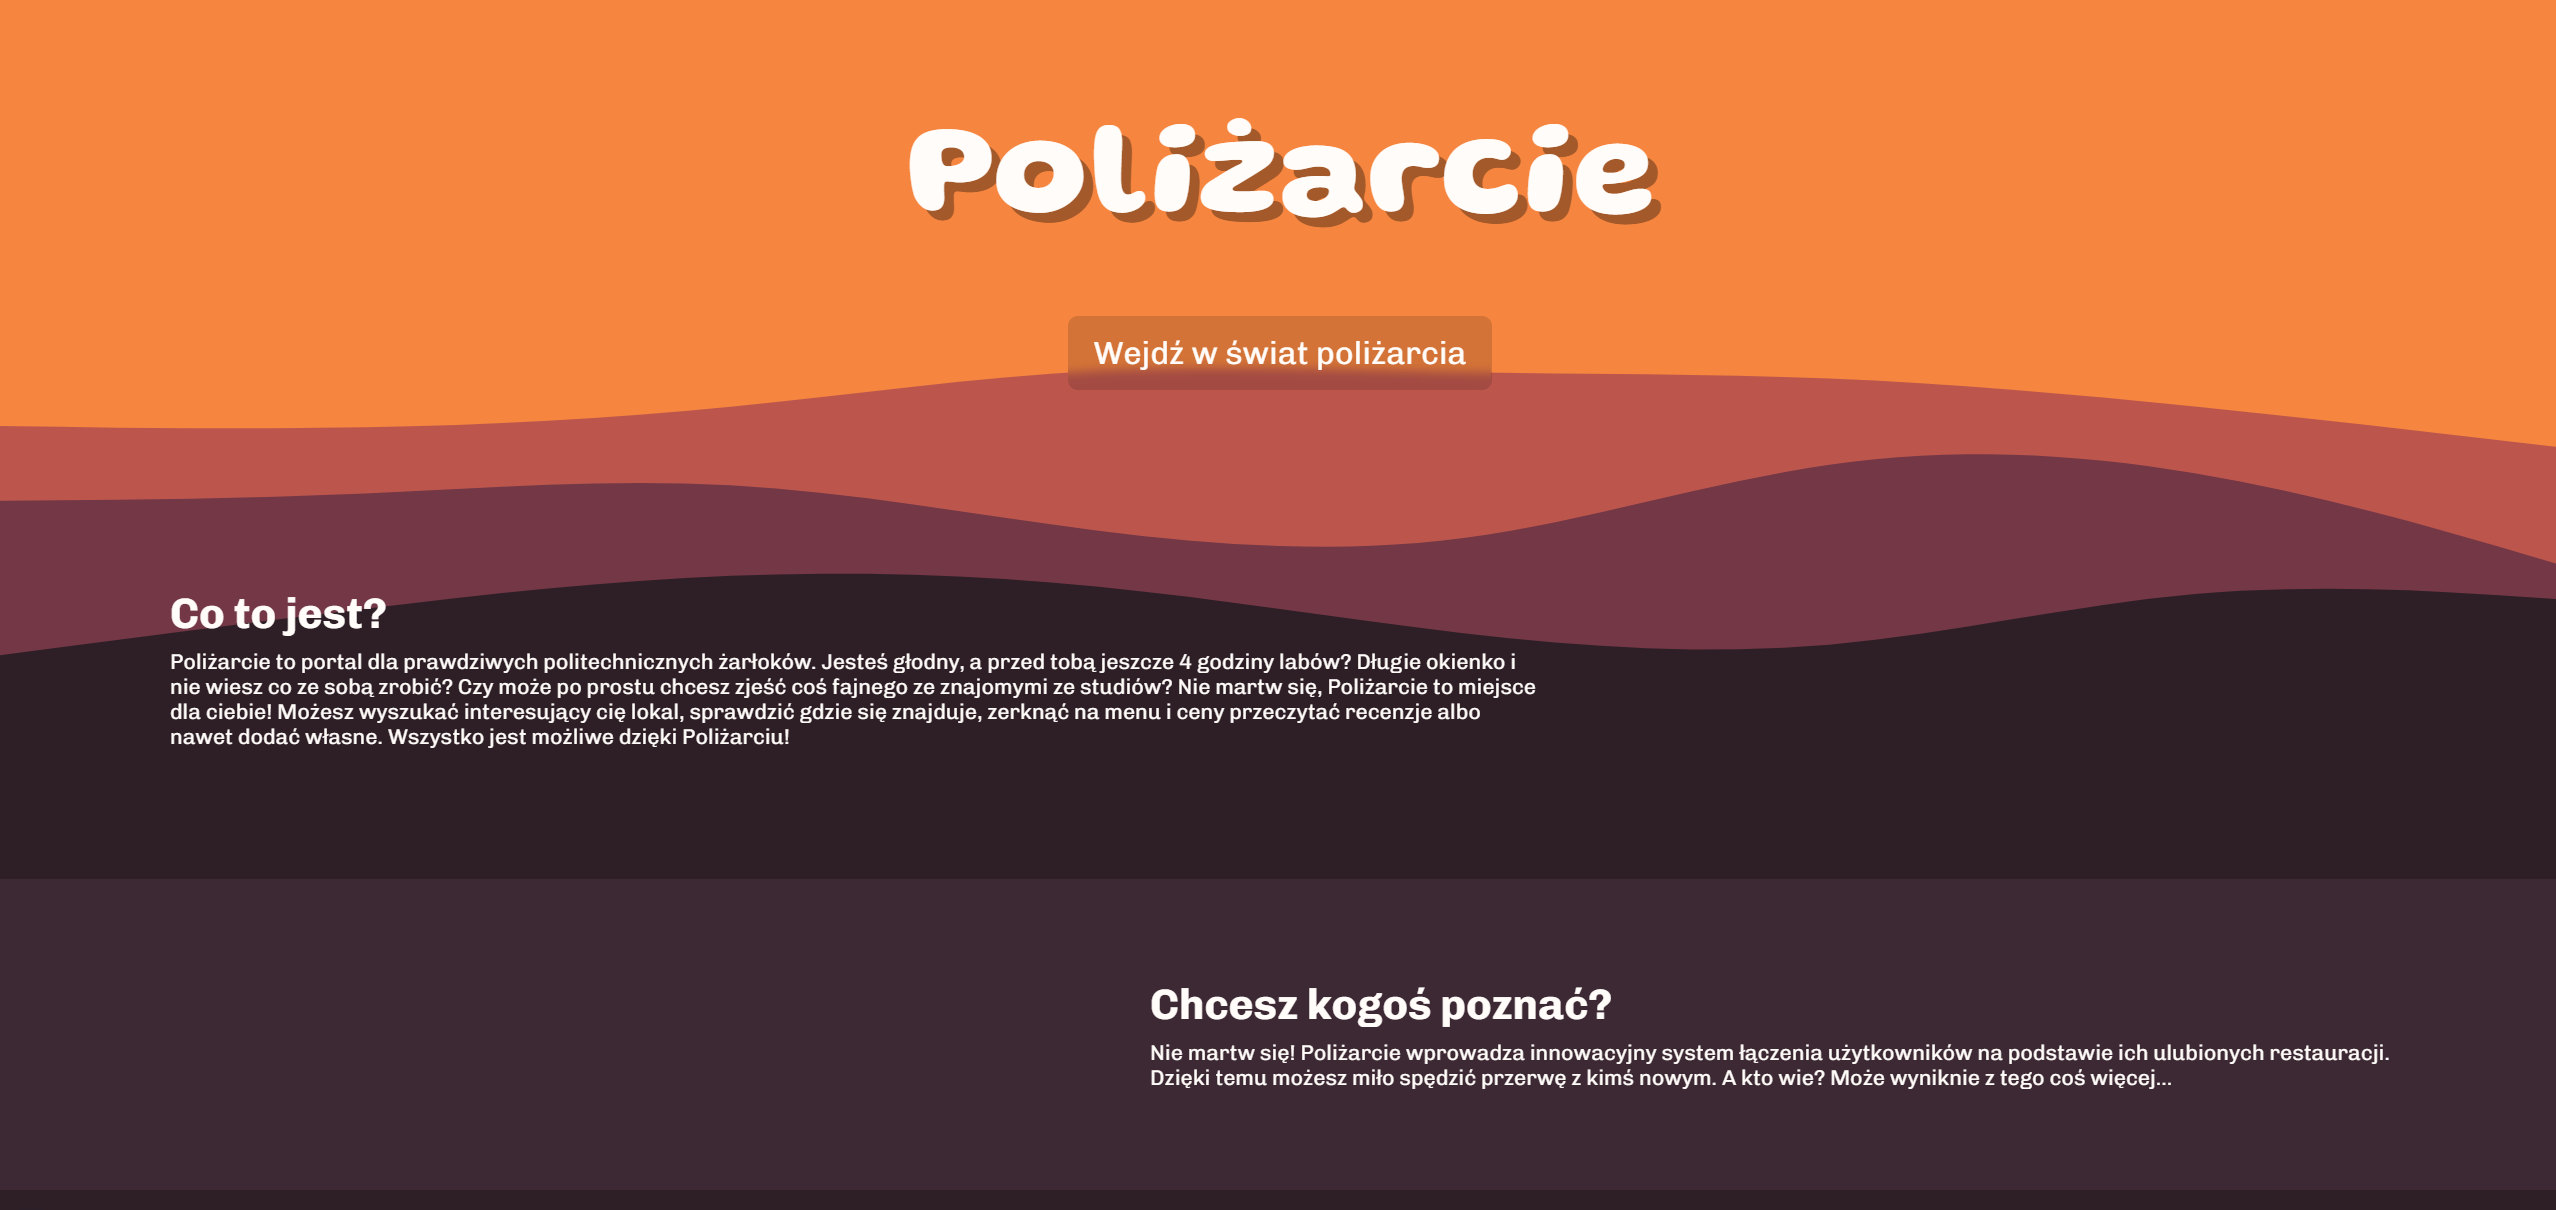 Poliżarcie
Wejdź w świat poliżarcia
Co to jest?
Poliżarcie to portal dla prawdziwych politechnicznych żarłoków. Jesteś głodny, a przed tobą jeszcze 4 godziny labów? Długie okienko i
nie wiesz co ze sobą zrobić? Czy może po prostu chcesz zjeść coś fajnego ze znajomymi ze studiów? Nie martw się, Poliżarcie to miejsce
dla ciebie! Możesz wyszukać interesujący cię lokal, sprawdzić gdzie się znajduje, zerknąć na menu i ceny przeczytać recenzje albo
nawet dodać własne. Wszystko jest możliwe dzięki Poliżarciu!
Chcesz kogoś poznać?
Nie martw się! Poliżarcie wprowadza innowacyjny system łączenia użytkowników na podstawie ich ulubionych restauracji.
Dzięki temu możesz miło spędzić przerwę z kimś nowym. A kto wie? Może wyniknie z tego coś więcej...